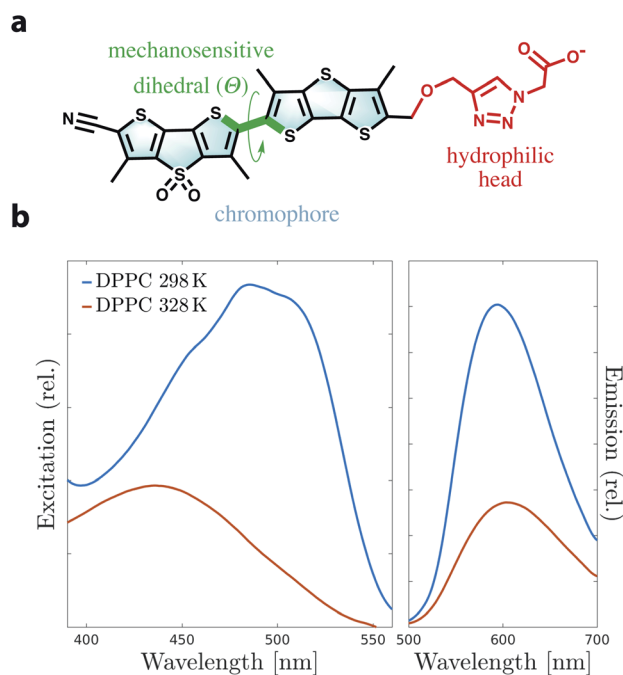 a
mechanosensitive
dihedral (Θ)
S
S
S
S
S
S
N
S
O O
O
O
O⁻
N
N
N
hydrophilic
head
chromophore
b
DPPC 298 K
DPPC 328 K
Excitation (rel.)
Emission (rel.)
400 450 500 550
500 600 700
Wavelength [nm]
Wavelength [nm]